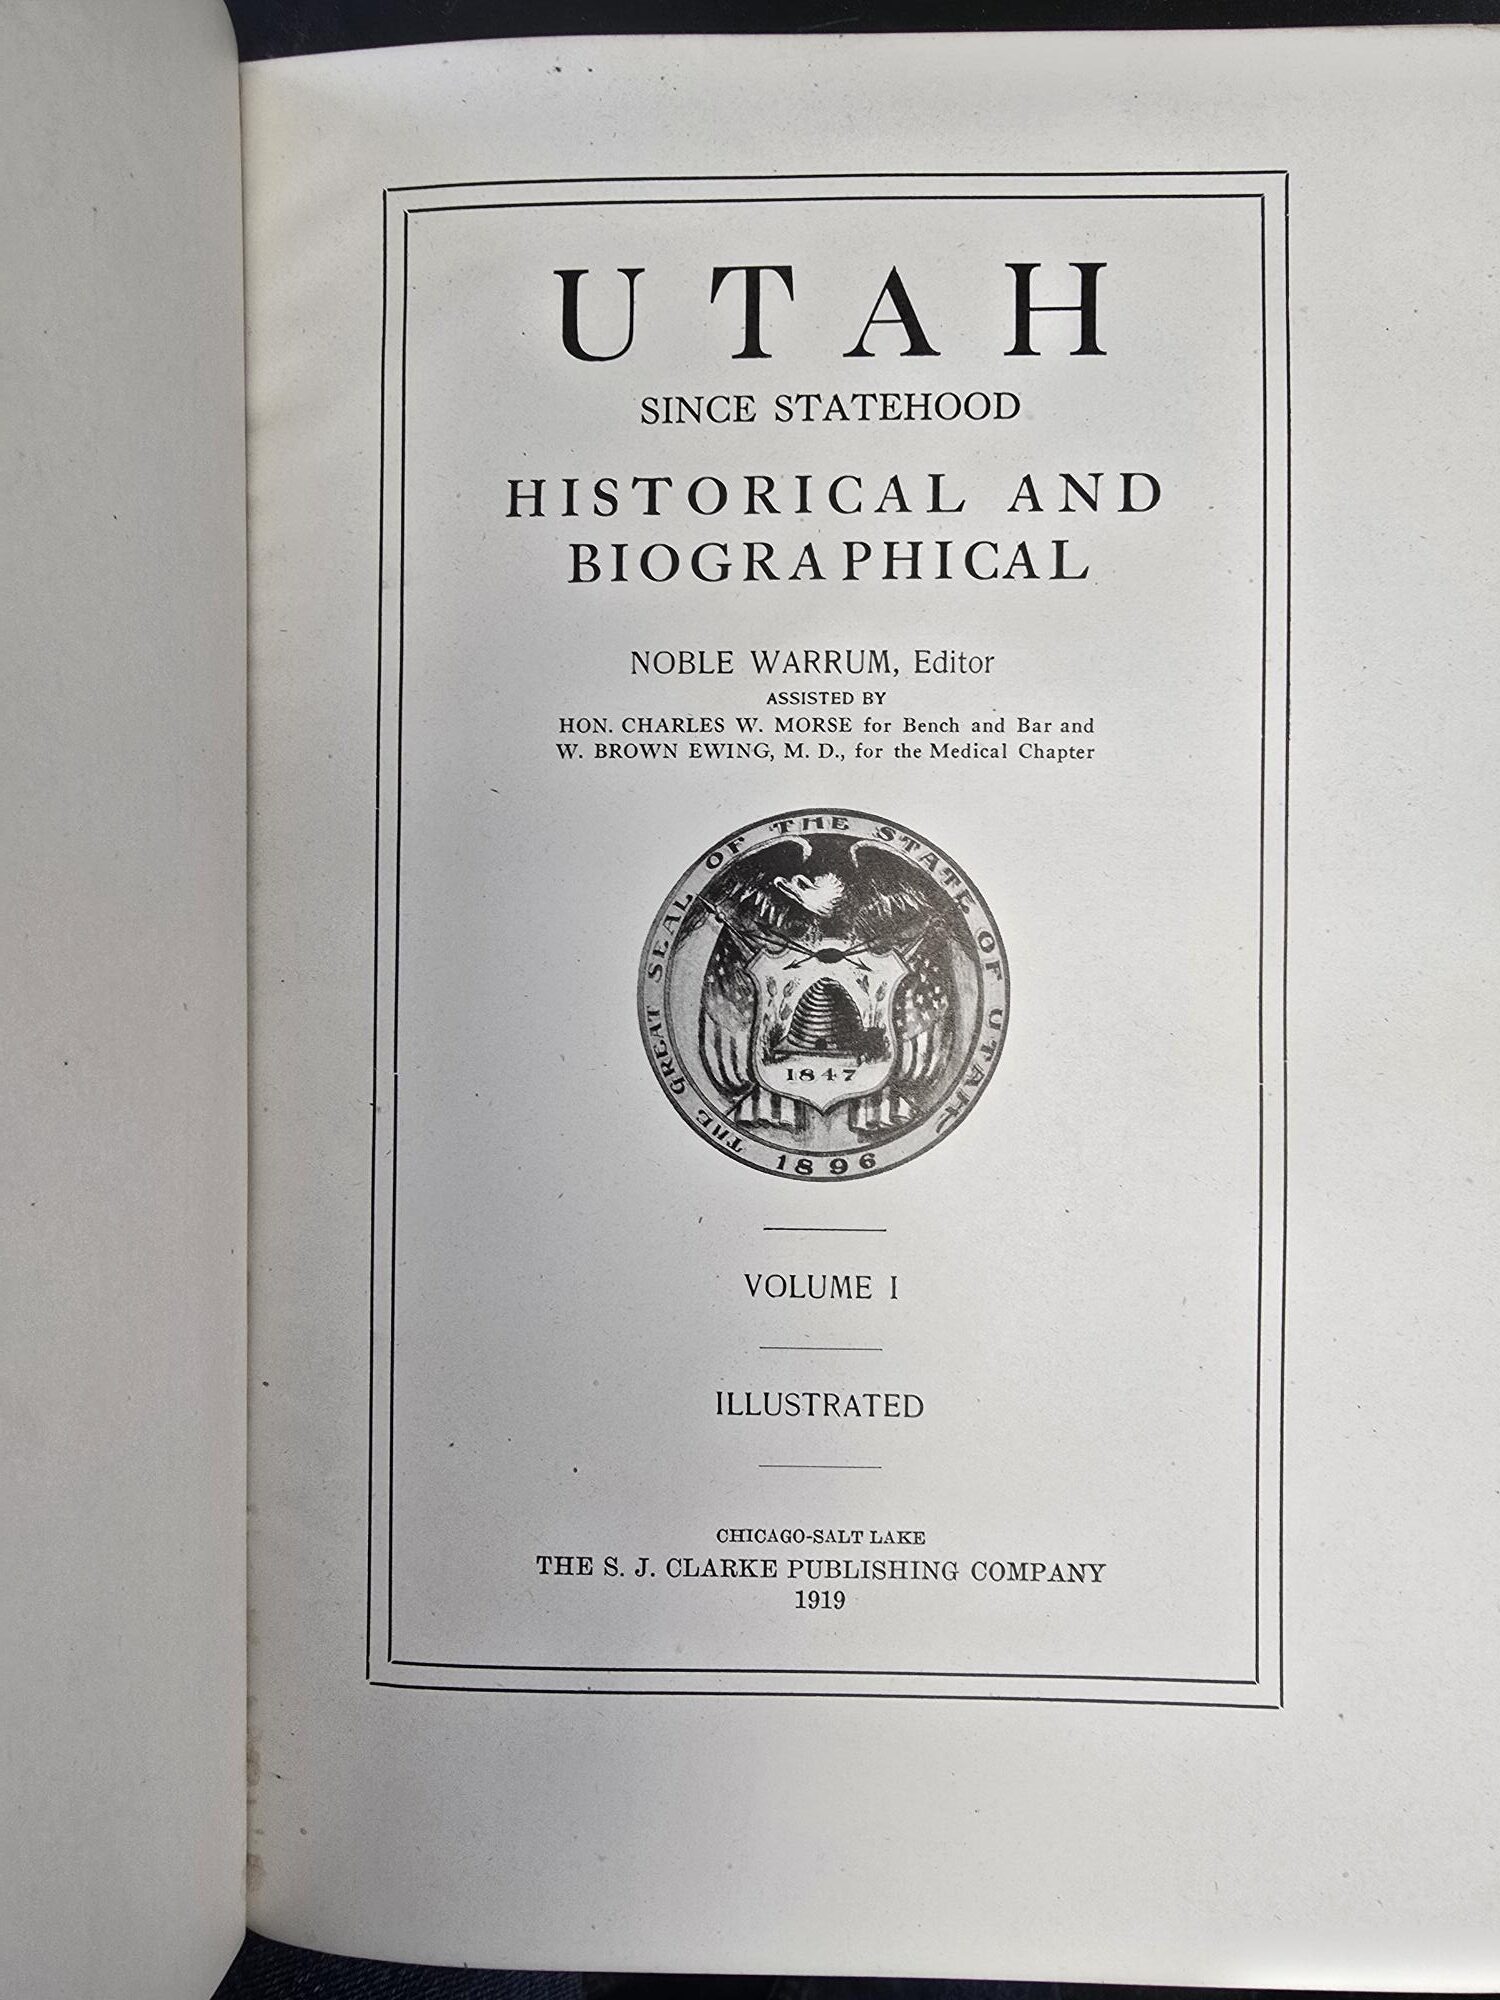 UTAH
SINCE STATEHOOD
HISTORICAL AND
BIOGRAPHICAL
NOBLE WARRUM, Editor
ASSISTED BY
HON. CHARLES W. MORSE for Bench and Bar and
W. BROWN EWING, M. D., for the Medical Chapter
THE GREAT SEAL OF THE STATE OF UTAH
1847
1896
VOLUME I
ILLUSTRATED
CHICAGO-SALT LAKE
THE S. J. CLARKE PUBLISHING COMPANY
1919